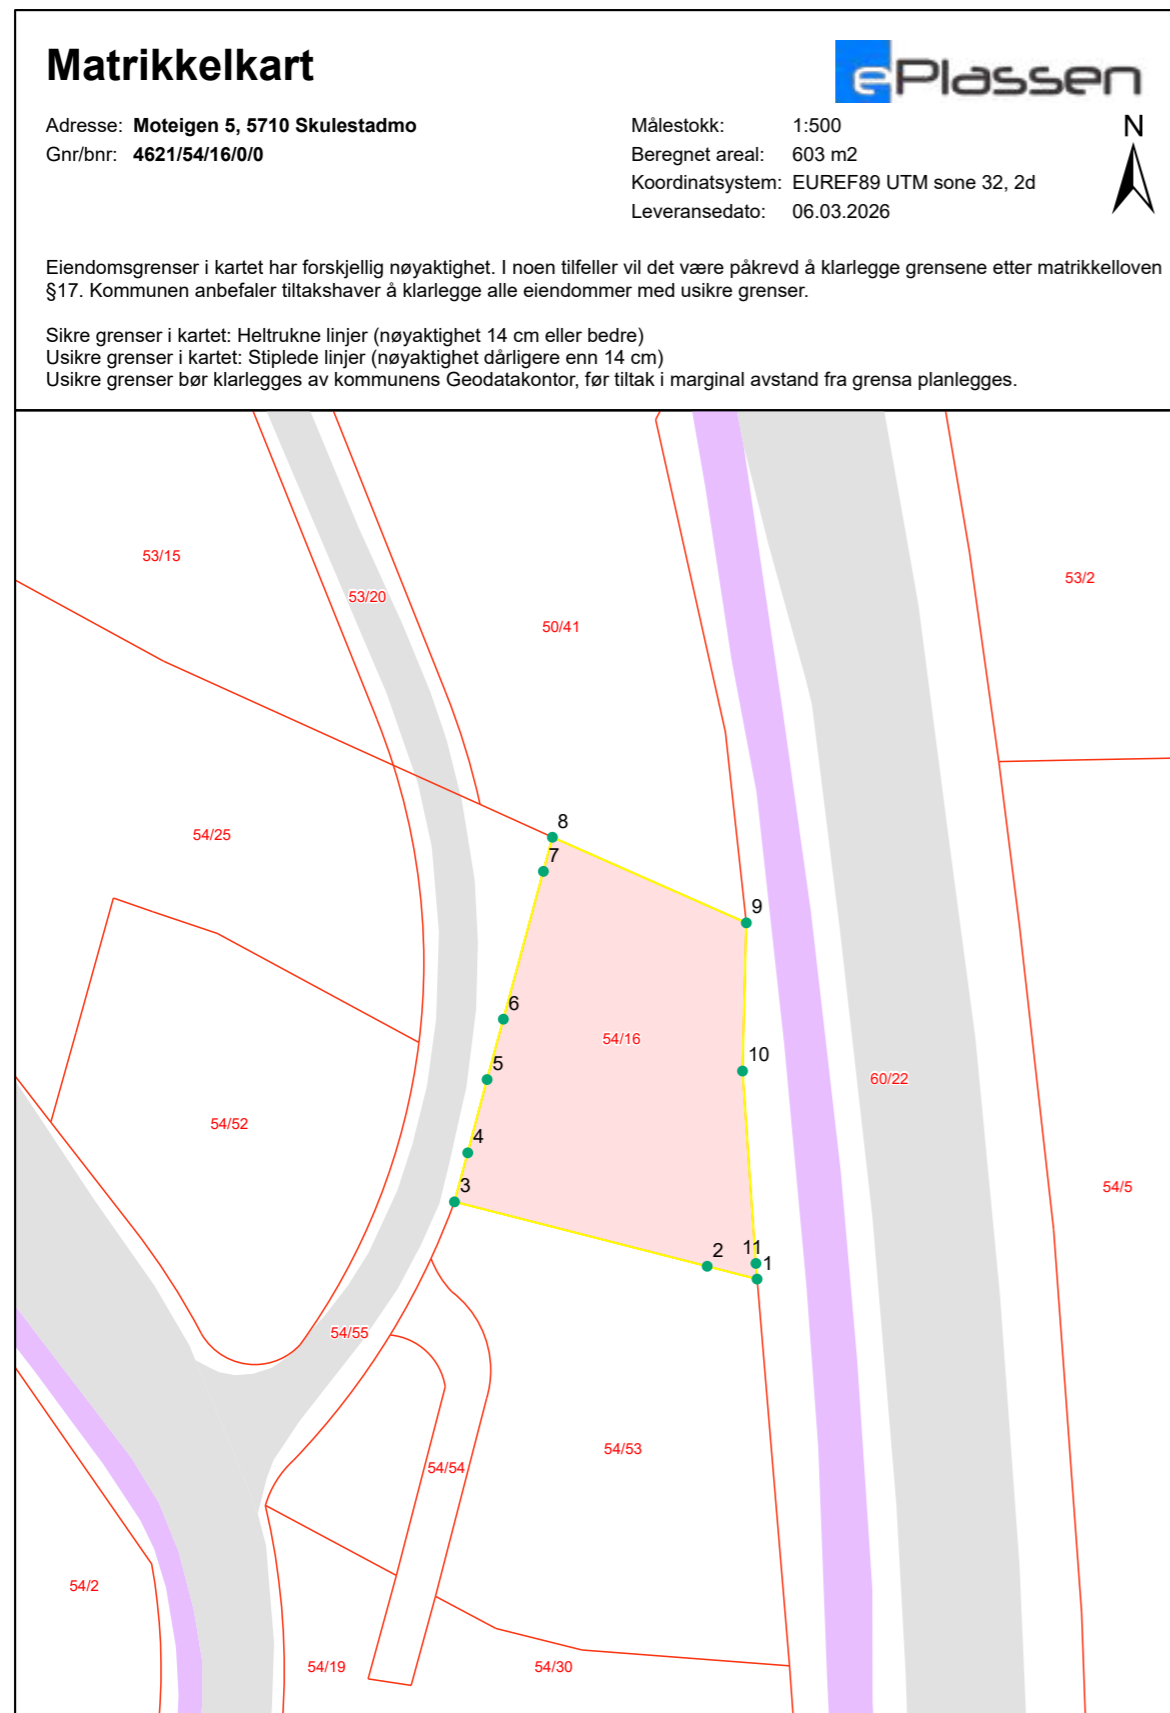 Matrikkelkart
ePlassen
Adresse: Moteigen 5, 5710 Skulestadmo
Gnr/bnr: 4621/54/16/0/0
Målestokk: 1:500
Beregnet areal: 603 m2
Koordinatsystem: EUREF89 UTM sone 32, 2d
Leveransedato: 06.03.2026
N
Eiendomsgrenser i kartet har forskjellig nøyaktighet. I noen tilfeller vil det være påkrevd å klarlegge grensene etter matrikkelloven
§17. Kommunen anbefaler tiltakshaver å klarlegge alle eiendommer med usikre grenser.
Sikre grenser i kartet: Heltrukne linjer (nøyaktighet 14 cm eller bedre)
Usikre grenser i kartet: Stiplede linjer (nøyaktighet dårligere enn 14 cm)
Usikre grenser bør klarlegges av kommunens Geodatakontor, før tiltak i marginal avstand fra grensa planlegges.
53/15
53/2
53/20
50/41
8
54/25
7
9
6
54/16
10
5
60/22
54/52
4
3
54/5
2
11
1
54/55
54/53
54/54
54/2
54/19
54/30